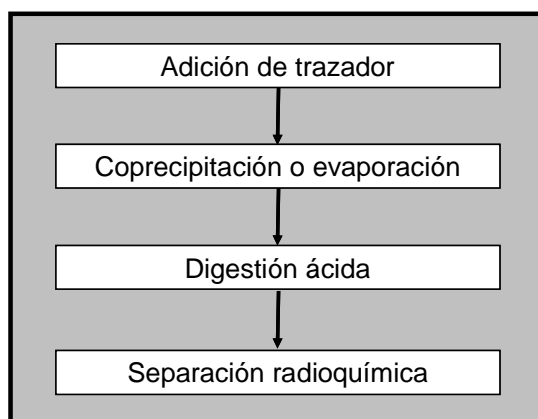 Adición de trazador
Coprecipitación o evaporación
Digestión ácida
Separación radioquímica